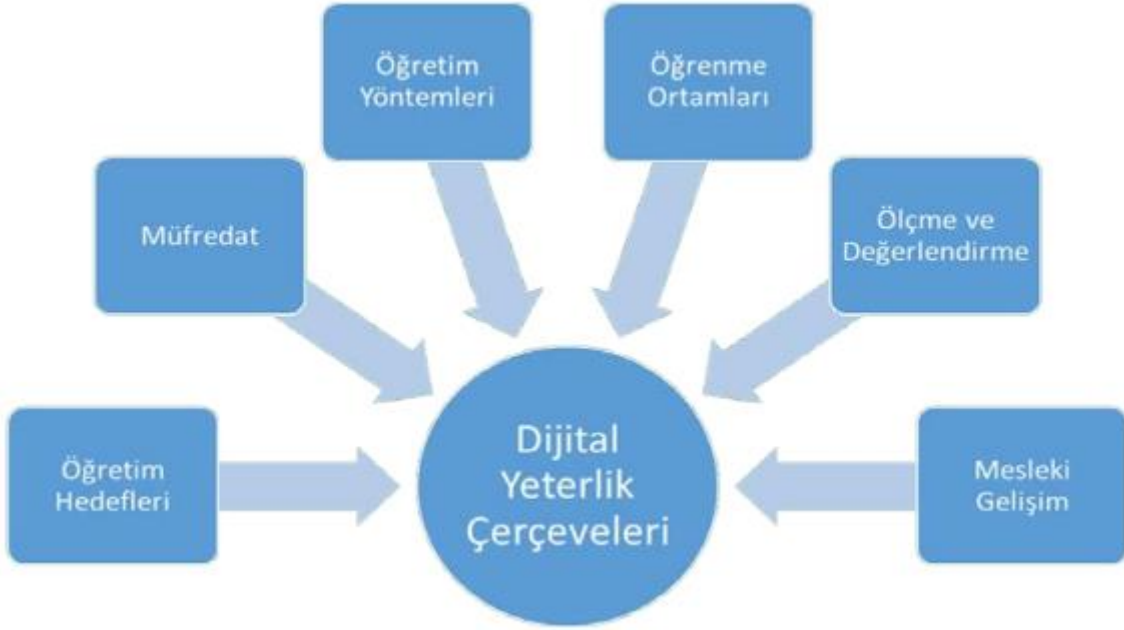 Öğretim
Yöntemleri
Öğrenme
Ortamları
Müfredat
Ölçme ve
Değerlendirme
Öğretim
Hedefleri
Dijital
Yeterlik
Çerçeveleri
Mesleki
Gelişim